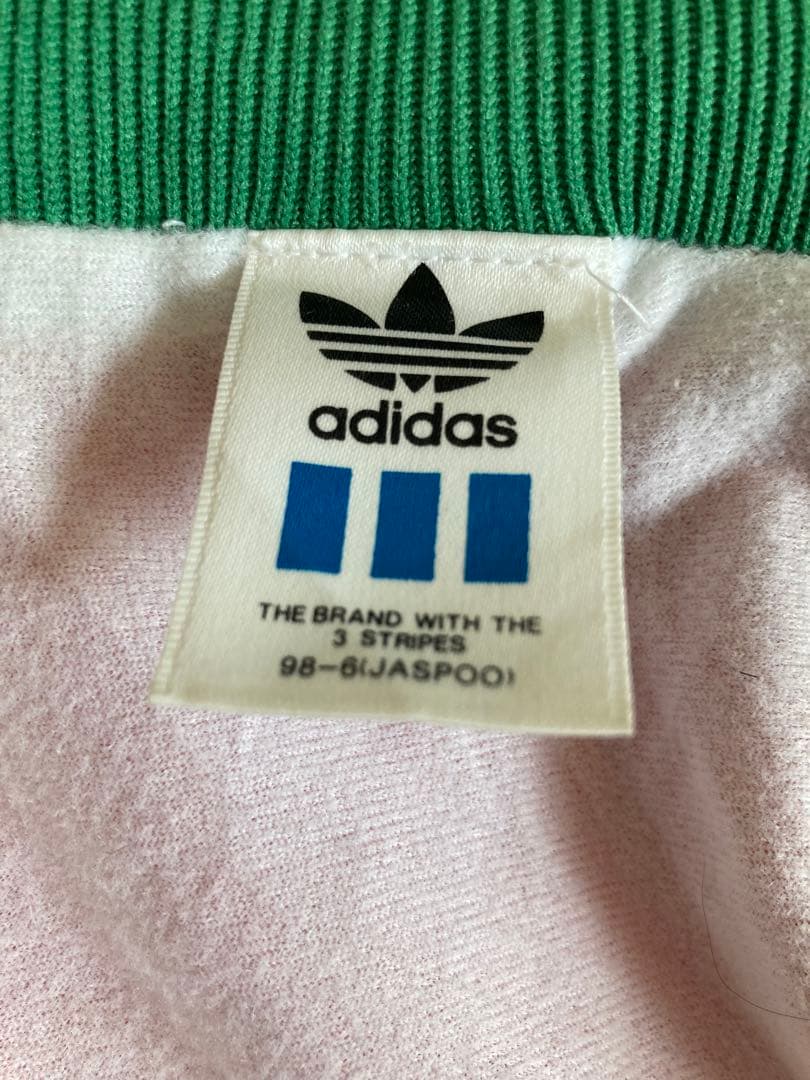 adidas
THE BRAND WITH THE
3 STRIPES
98-6(JASPOO)